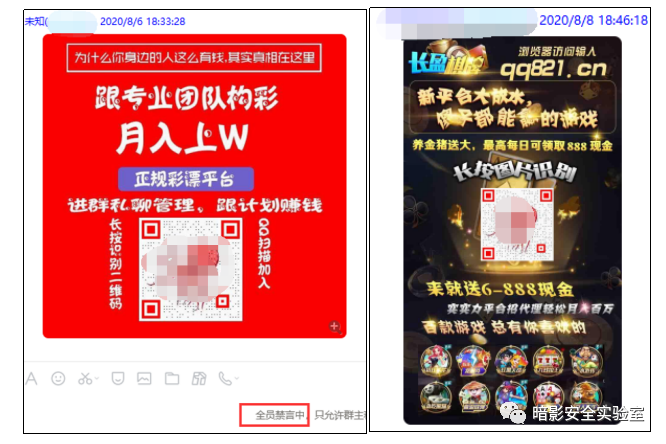 未知(
2020/8/6 18:33:28
为什么你身边的人这么有钱,其实真相在这里
跟专业团队构彩
月入上W
正规彩漂平台
进群私聊管理。跟计划赚钱
长按识别二维码
QQ扫描加入
全员禁言中,只允许群主
2020/8/8 18:46:18
长盈棋牌
浏览器访问输入
qq821.cn
新平台大放水,
傻子都能赢的游戏
养金猪送大,最高每日可领取888现金
长按图片识别
来就送6-888现金
实实力平台招代理轻松月入百万
百款游戏 总有你喜欢的
暗影安全实验室